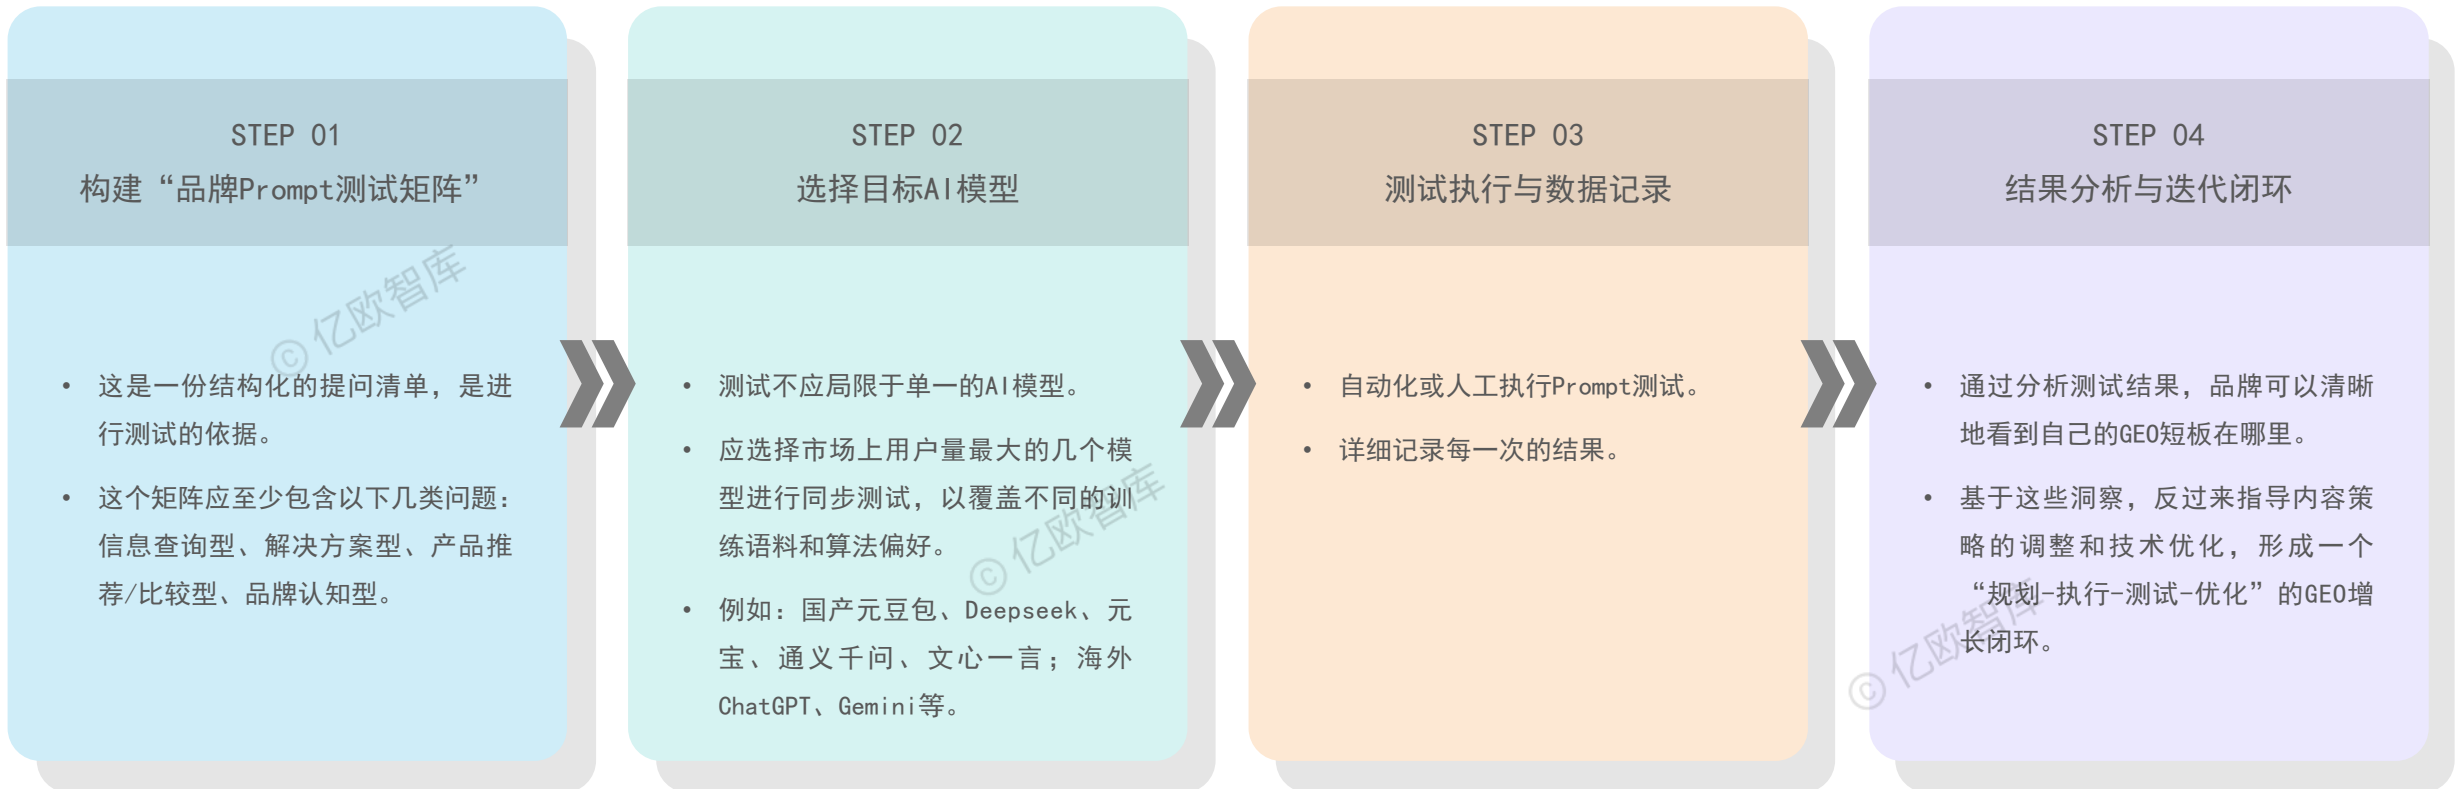 STEP 01
构建“品牌Prompt测试矩阵”
© 亿欧智库
• 这是一份结构化的提问清单，是进
行测试的依据。
• 这个矩阵应至少包含以下几类问题：
信息查询型、解决方案型、产品推
荐/比较型、品牌认知型。
STEP 02
选择目标AI模型
• 测试不应局限于单一的AI模型。
• 应选择市场上用户量最大的几个模
型进行同步测试，以覆盖不同的训
练语料和算法偏好。
© 亿欧智库
• 例如：国产元豆包、Deepseek、元
宝、通义千问、文心一言；海外
ChatGPT、Gemini等。
STEP 03
测试执行与数据记录
• 自动化或人工执行Prompt测试。
• 详细记录每一次的结果。
STEP 04
结果分析与迭代闭环
• 通过分析测试结果，品牌可以清晰
地看到自己的GEO短板在哪里。
• 基于这些洞察，反过来指导内容策
略的调整和技术优化，形成一个
“规划-执行-测试-优化”的GEO增
长闭环。
© 亿欧智库